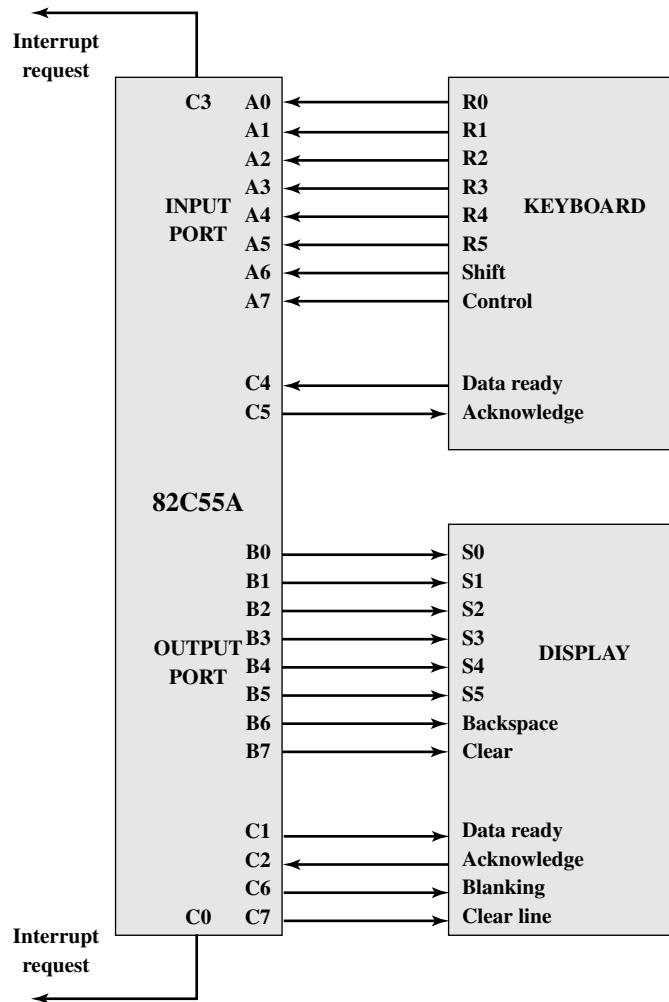 Interrupt
request
C3 A0 R0
A1 R1
A2 R2
A3 R3
INPUT KEYBOARD
A4 R4
PORT
A5 R5
A6 Shift
A7 Control
C4 Data ready
C5 Acknowledge
82C55A
B0 S0
B1 S1
B2 S2
B3 S3
OUTPUT DISPLAY
B4 S4
PORT
B5 S5
B6 Backspace
B7 Clear
C1 Data ready
C2 Acknowledge
C6 Blanking
C0 C7 Clear line
Interrupt
request